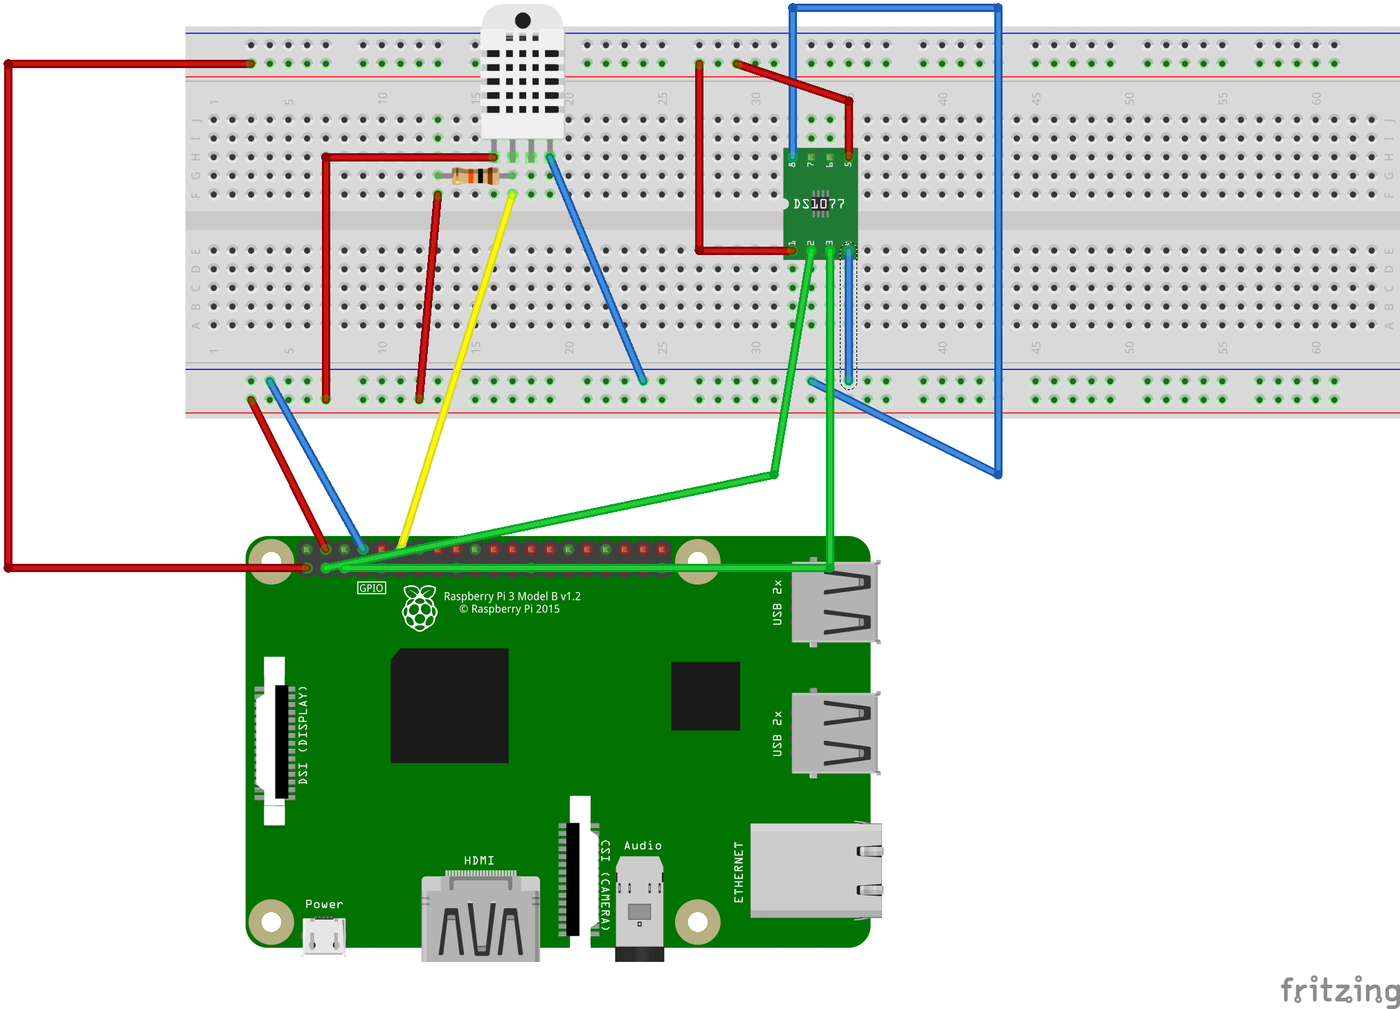 1 5 10 15 20 25 30 40 45 50 55 60
J J
I I
H H
G G
F F
8 7 6 5
DS1077
1 2 3
E E
D D
C C
B B
A A
1 5 10 15 20 25 30 40 45 50 55 60
GPIO
Raspberry Pi 3 Model B v1.2
© Raspberry Pi 2015
USB 2x
DSI (DISPLAY)
USB 2x
CSI (CAMERA)
Audio
ETHERNET
HDMI
Power
fritzing